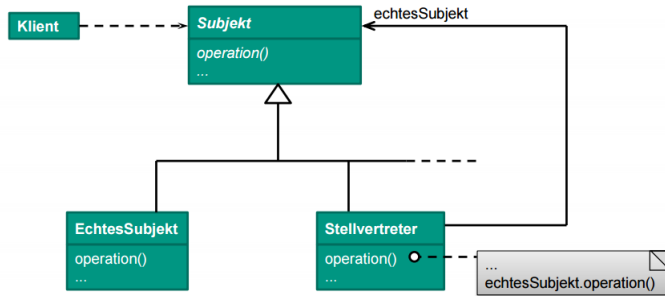 Klient
Subjekt
operation()
...
echtesSubjekt
EchtesSubjekt
operation()
...
Stellvertreter
operation()
...
...
echtesSubjekt.operation()